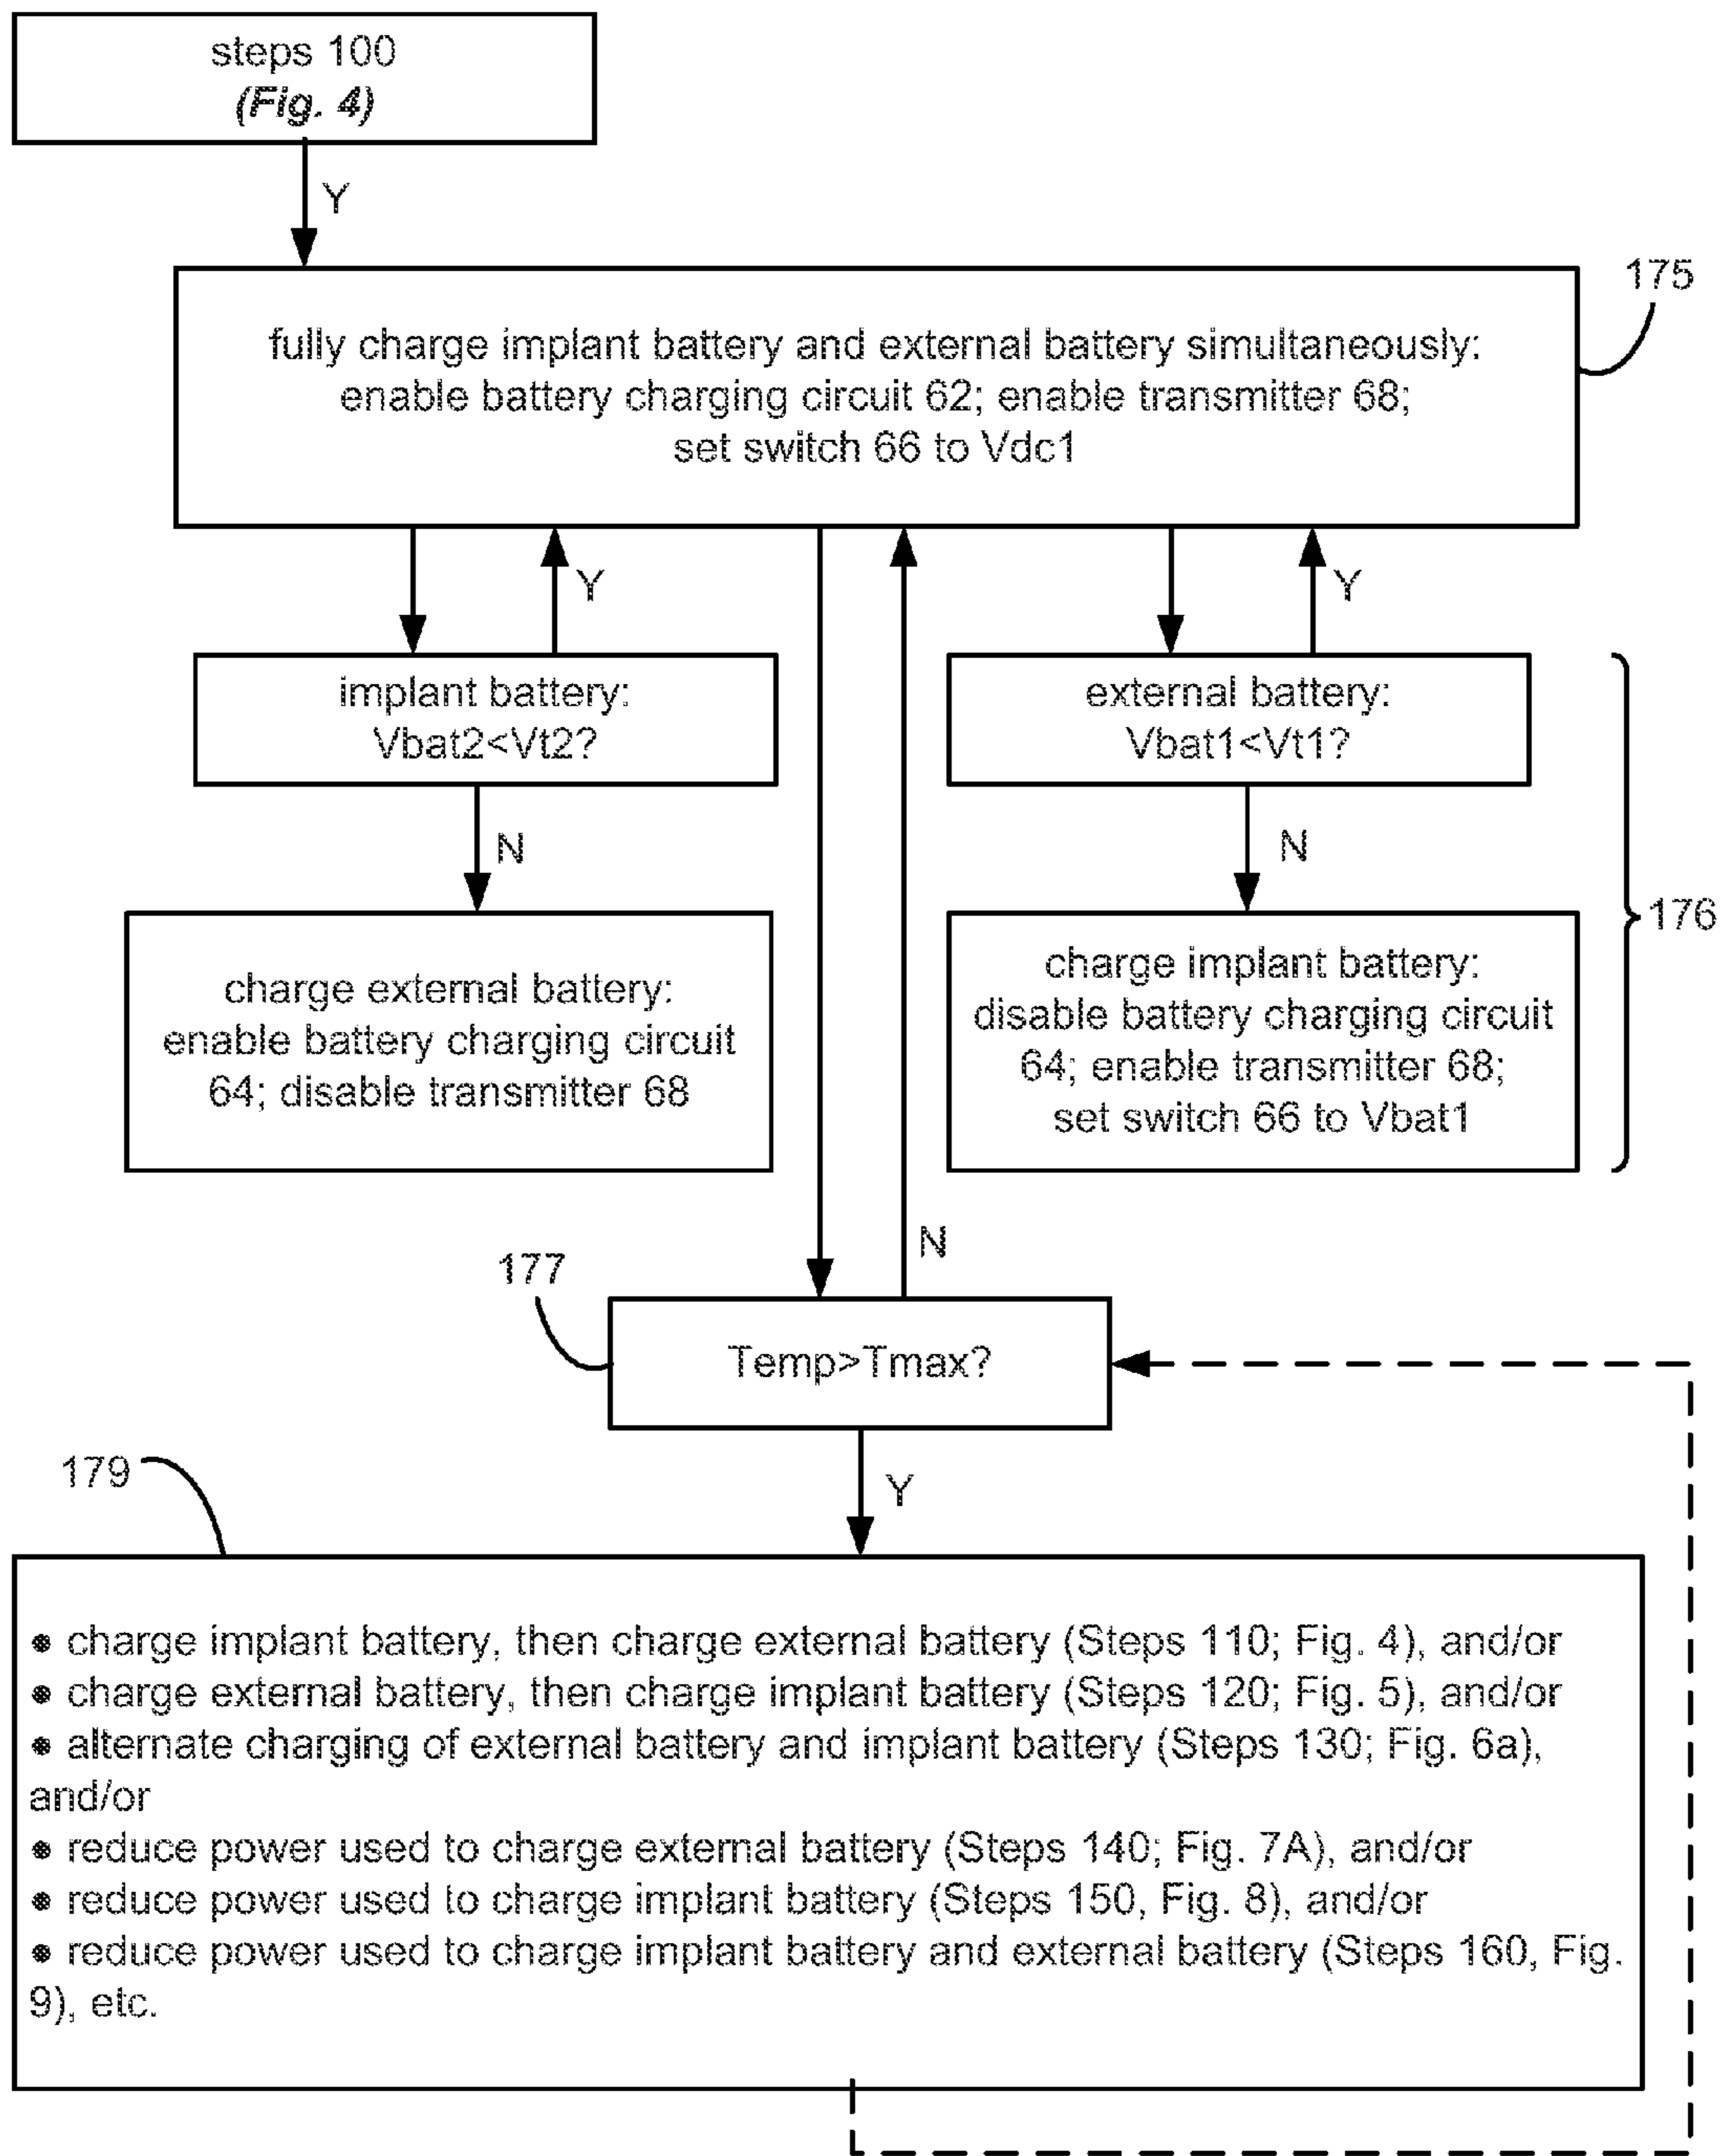 steps 100
(Fig. 4)
Y
175
fully charge implant battery and external battery simultaneously:
enable battery charging circuit 62; enable transmitter 68;
set switch 66 to Vdc1
Y
Y
implant battery:
Vbat2<Vt2?
external battery:
Vbat1<Vt1?
N
N
176
charge external battery:
enable battery charging circuit
64; disable transmitter 68
charge implant battery:
disable battery charging circuit
64; enable transmitter 68;
set switch 66 to Vbat1
N
177
Temp>Tmax?
179
Y
• charge implant battery, then charge external battery (Steps 110; Fig. 4), and/or
• charge external battery, then charge implant battery (Steps 120; Fig. 5), and/or
• alternate charging of external battery and implant battery (Steps 130; Fig. 6a),
and/or
• reduce power used to charge external battery (Steps 140; Fig. 7A), and/or
• reduce power used to charge implant battery (Steps 150, Fig. 8), and/or
• reduce power used to charge implant battery and external battery (Steps 160, Fig.
9), etc.